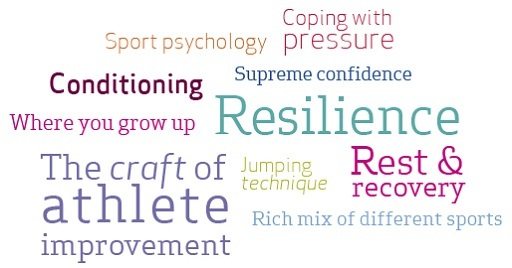 Coping with
pressure
Sport psychology
Supreme confidence
Conditioning
Resilience
Where you grow up
The craft of
athlete
improvement
Jumping
technique
Rest &
recovery
Rich mix of different sports